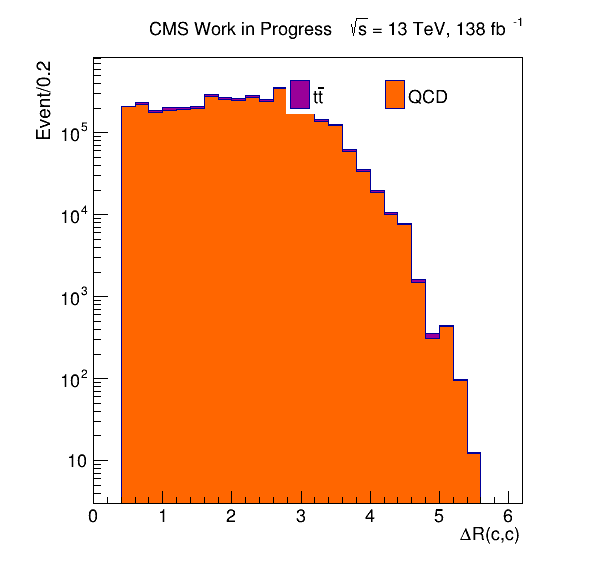 CMS Work in Progress √s = 13 TeV, 138 fb⁻¹
Event/0.2
tt̄ QCD
10⁵
10⁴
10³
10²
10
0 1 2 3 4 5 6
ΔR(c,c)